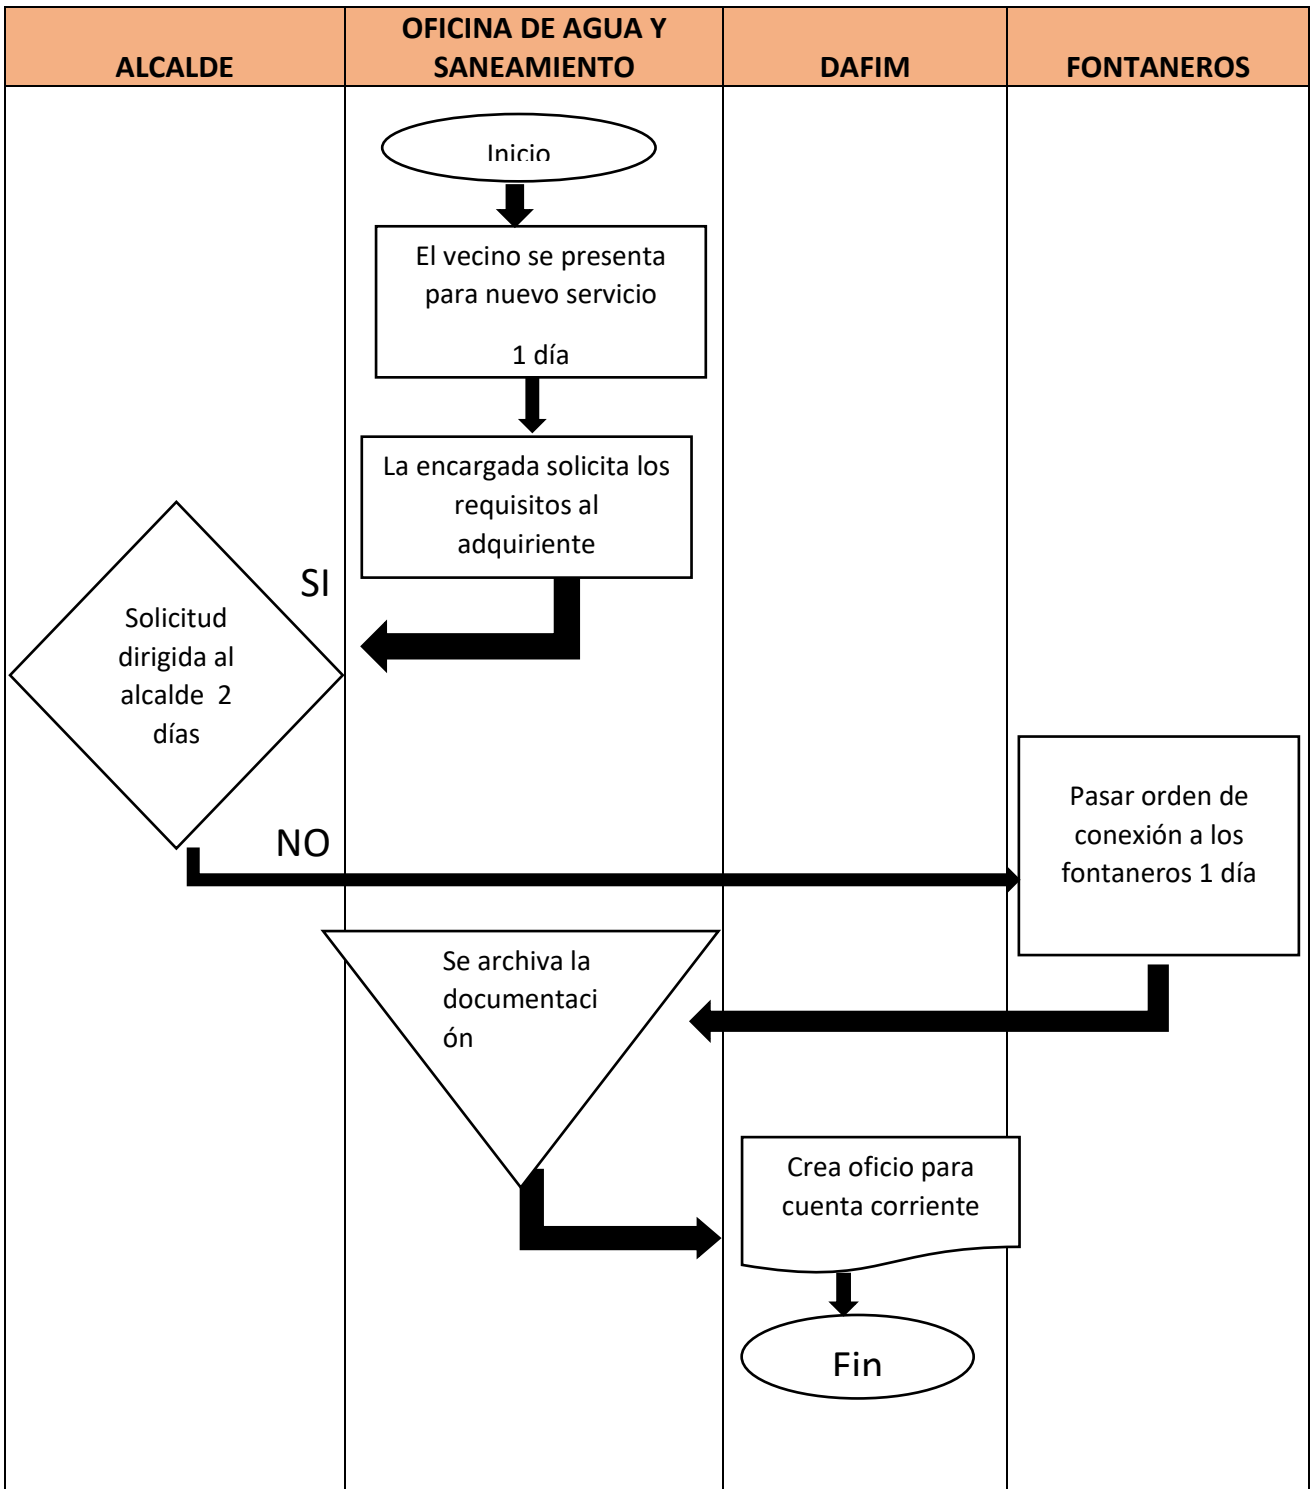 ALCALDE
OFICINA DE AGUA Y
SANEAMIENTO
DAFIM
FONTANEROS
Inicio
El vecino se presenta
para nuevo servicio
1 día
La encargada solicita los
requisitos al
adquiriente
SI
Solicitud
dirigida al
alcalde 2
días
NO
Pasar orden de
conexión a los
fontaneros 1 día
Se archiva la
documentaci
ón
Crea oficio para
cuenta corriente
Fin